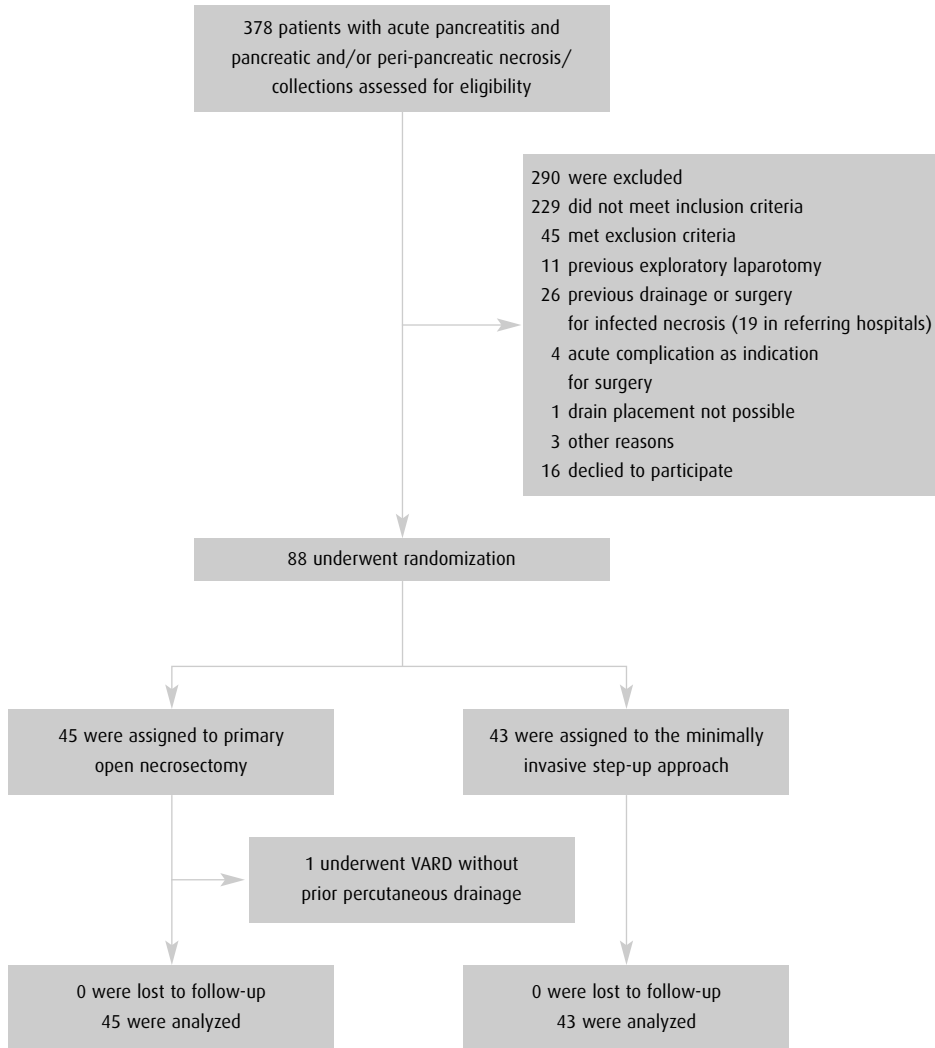 378 patients with acute pancreatitis and
pancreatic and/or peri-pancreatic necrosis/
collections assessed for eligibility
290 were excluded
229 did not meet inclusion criteria
45 met exclusion criteria
11 previous exploratory laparotomy
26 previous drainage or surgery
for infected necrosis (19 in referring hospitals)
4 acute complication as indication
for surgery
1 drain placement not possible
3 other reasons
16 declied to participate
88 underwent randomization
45 were assigned to primary
open necrosectomy
43 were assigned to the minimally
invasive step-up approach
1 underwent VARD without
prior percutaneous drainage
0 were lost to follow-up
45 were analyzed
0 were lost to follow-up
43 were analyzed